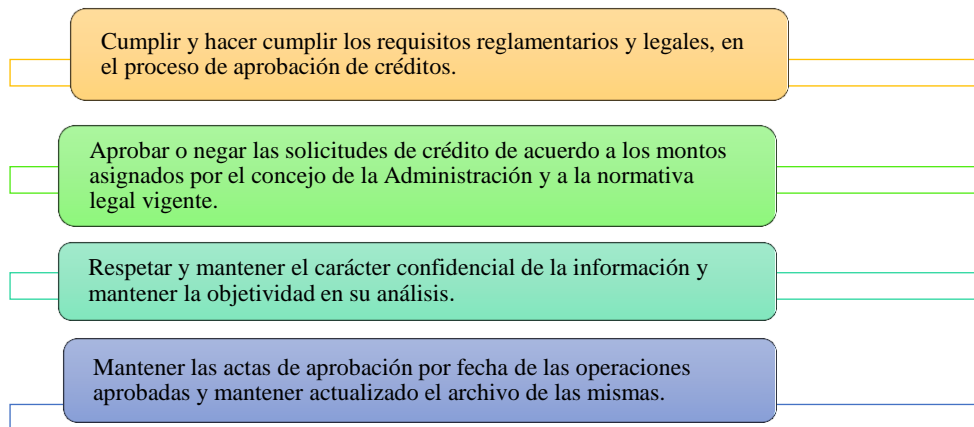 Cumplir y hacer cumplir los requisitos reglamentarios y legales, en
el proceso de aprobación de créditos.
Aprobar o negar las solicitudes de crédito de acuerdo a los montos
asignados por el concejo de la Administración y a la normativa
legal vigente.
Respetar y mantener el carácter confidencial de la información y
mantener la objetividad en su análisis.
Mantener las actas de aprobación por fecha de las operaciones
aprobadas y mantener actualizado el archivo de las mismas.